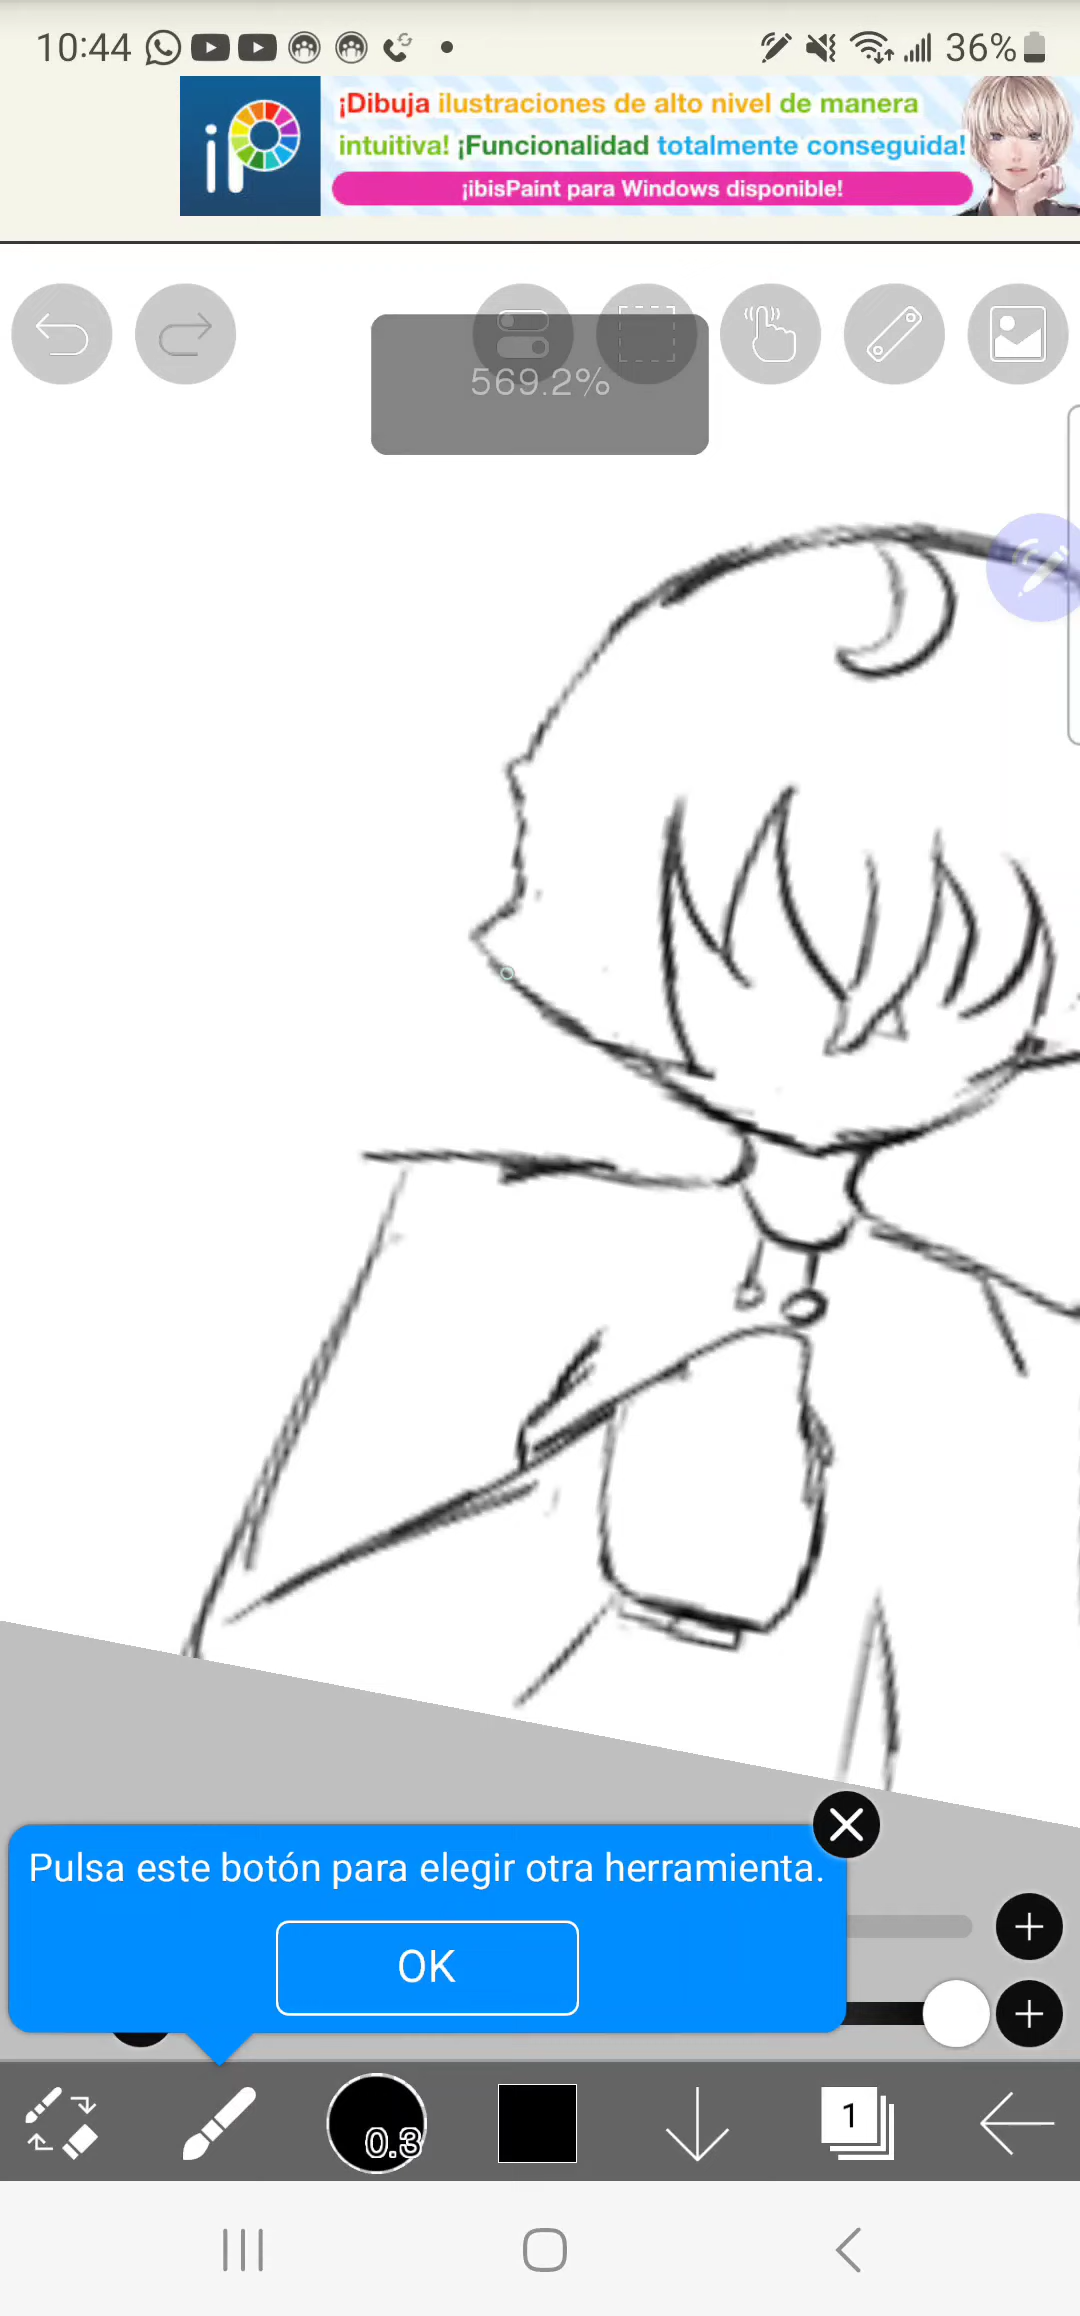 10:44
36%
iP
¡Dibuja ilustraciones de alto nivel de manera
intuitiva! ¡Funcionalidad totalmente conseguida!
¡ibisPaint para Windows disponible!
569.2%
Pulsa este botón para elegir otra herramienta.
OK
0.3
1